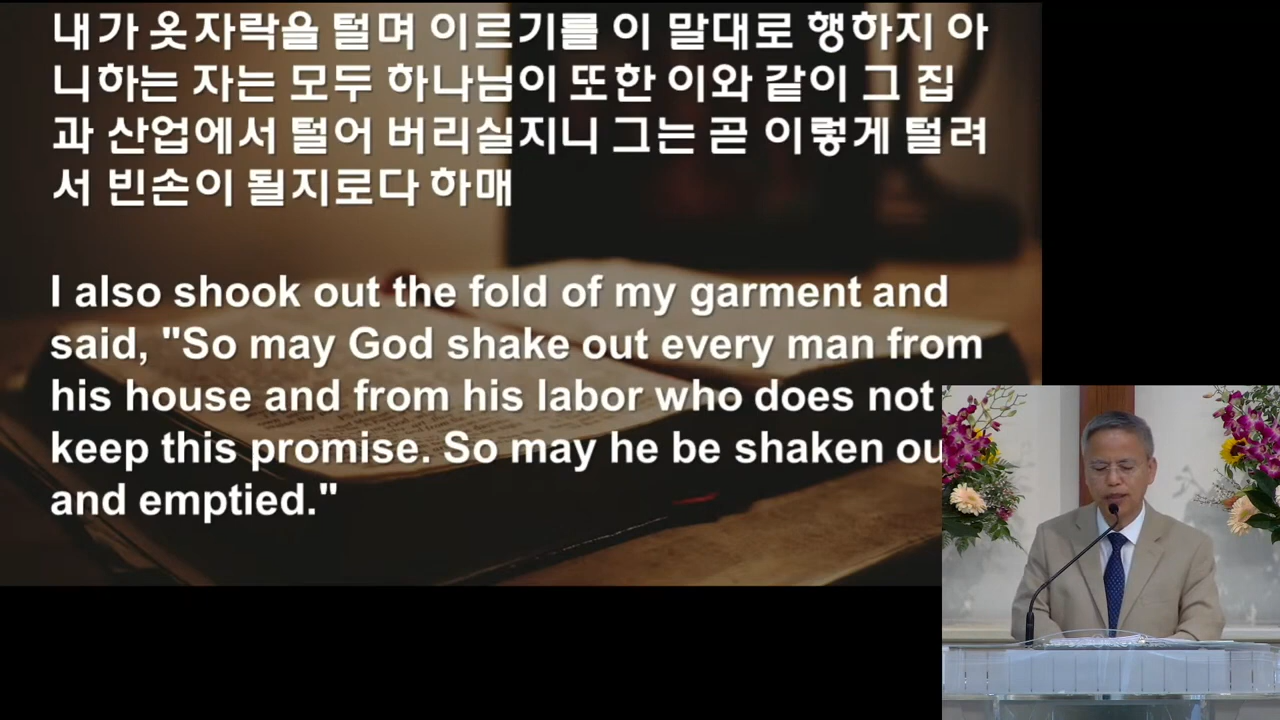 내가 옷자락을 털며 이르기를 이 말대로 행하지 아
니하는 자는 모두 하나님이 또한 이와 같이 그 집
과 산업에서 털어 버리실지니 그는 곧 이렇게 털려
서 빈손이 될지로다 하매
I also shook out the fold of my garment and
said, "So may God shake out every man from
his house and from his labor who does not
keep this promise. So may he be shaken ou
and emptied."